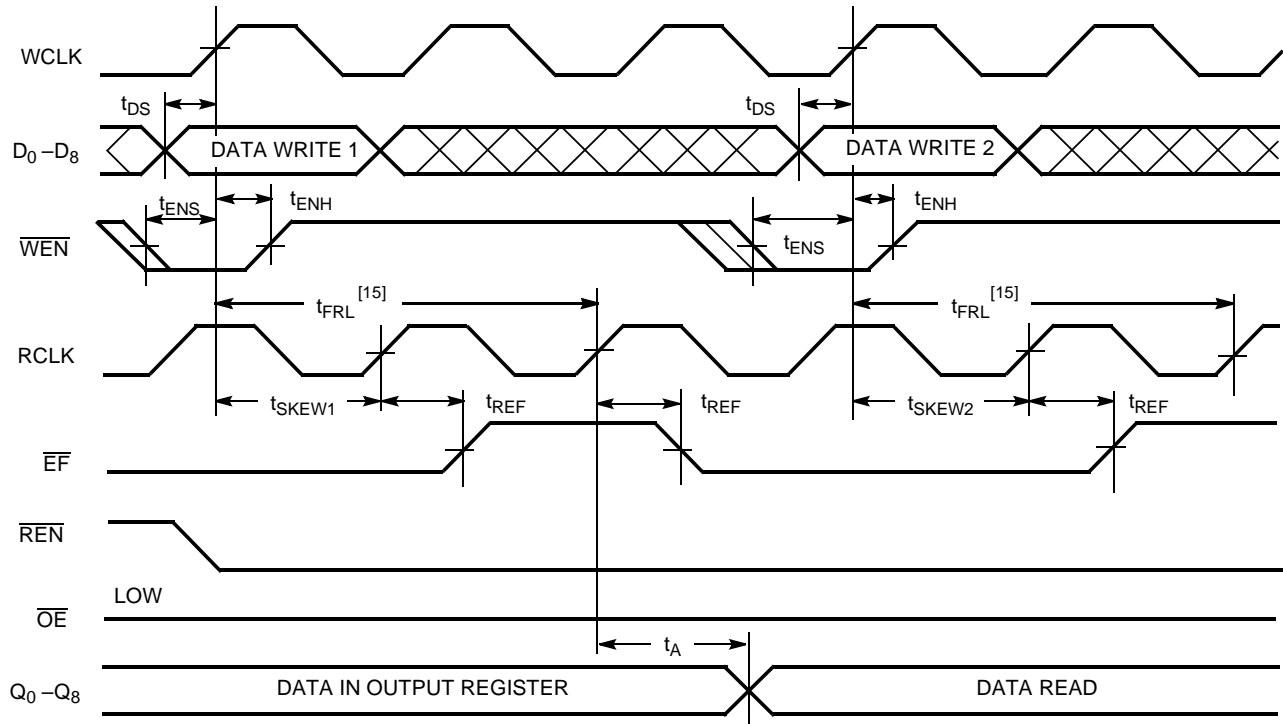 WCLK
tDS tDS
D0 –D8 DATA WRITE 1 DATA WRITE 2
tENS tENH tENH
WEN tENS
tFRL [15] tFRL [15]
RCLK
tSKEW1 tREF tREF tSKEW2 tREF
EF
REN
LOW
OE
tA
Q0 –Q8 DATA IN OUTPUT REGISTER DATA READ